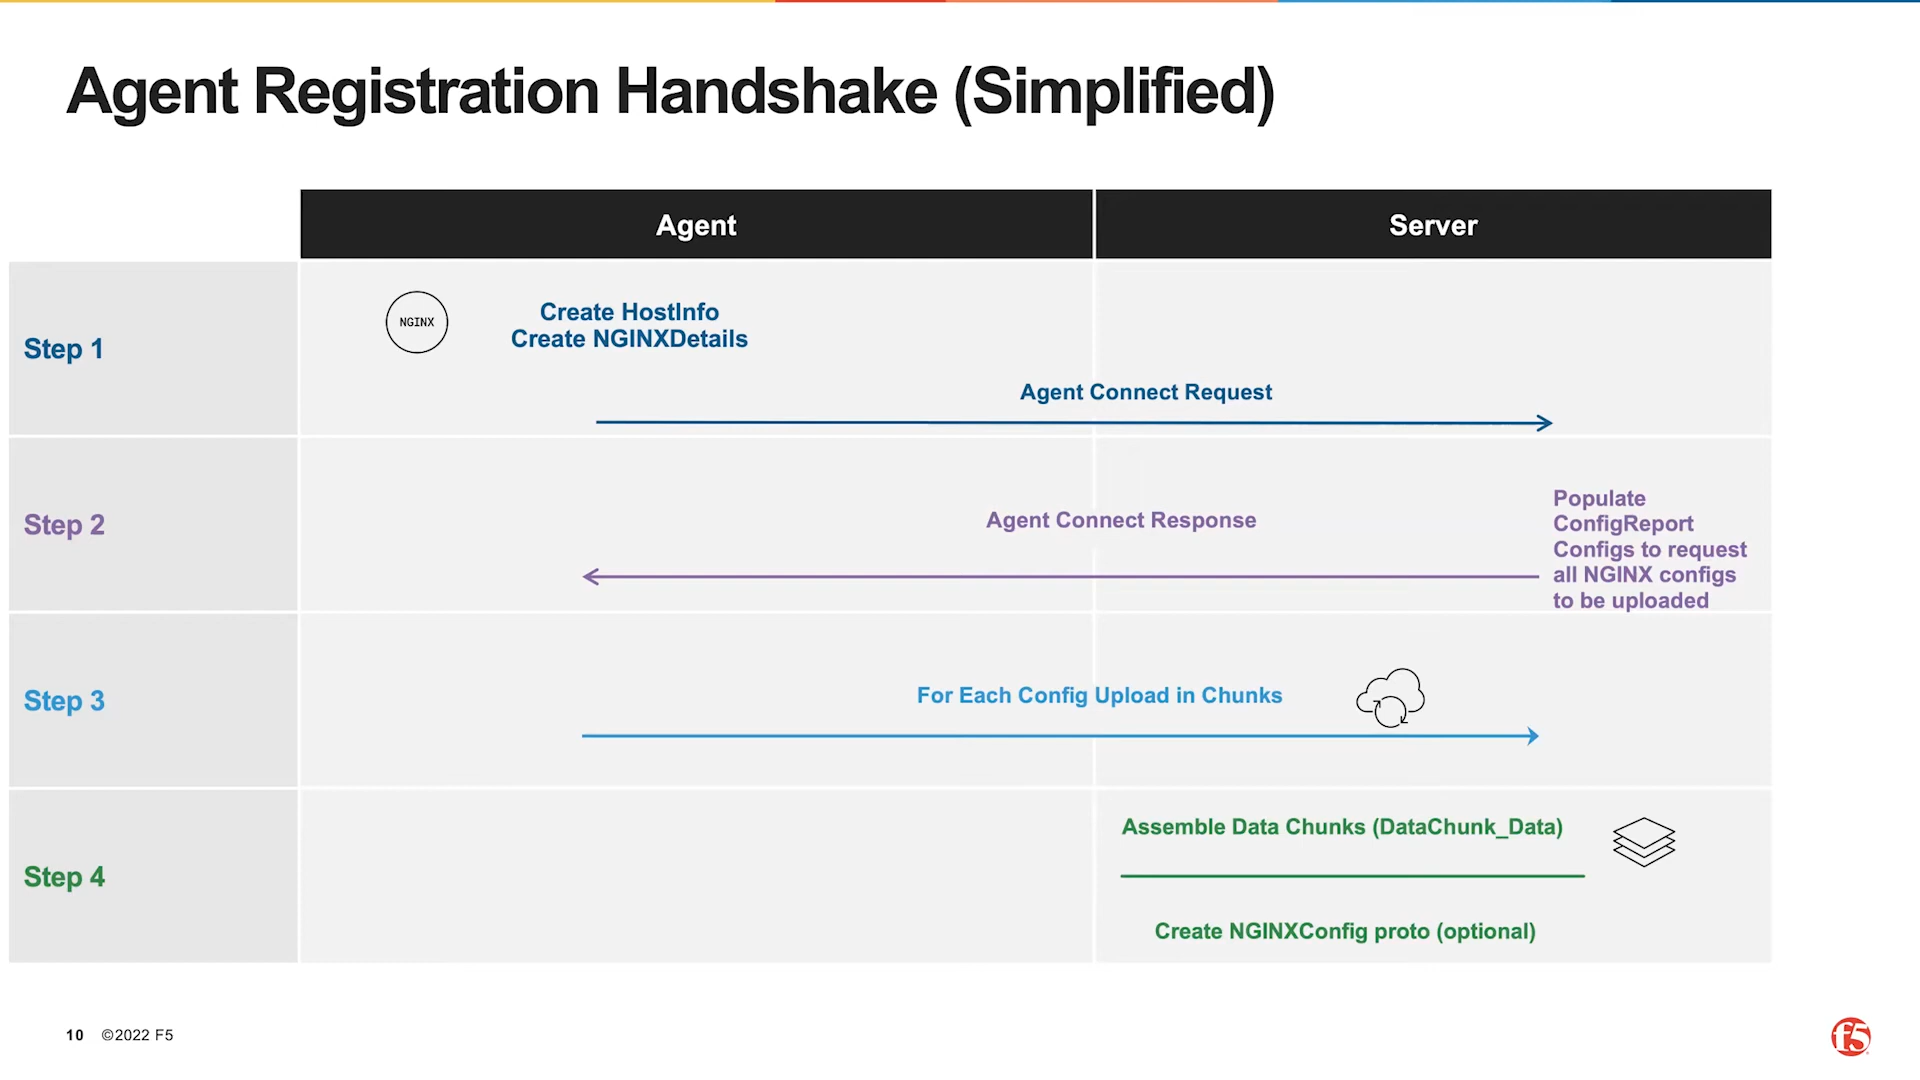 Agent Registration Handshake (Simplified)
Agent
Server
Step 1
NGINX
Create HostInfo
Create NGINXDetails
Agent Connect Request
Step 2
Agent Connect Response
Populate
ConfigReport
Configs to request
all NGINX configs
to be uploaded
Step 3
For Each Config Upload in Chunks
Step 4
Assemble Data Chunks (DataChunk_Data)
Create NGINXConfig proto (optional)
10 ©2022 F5
f5